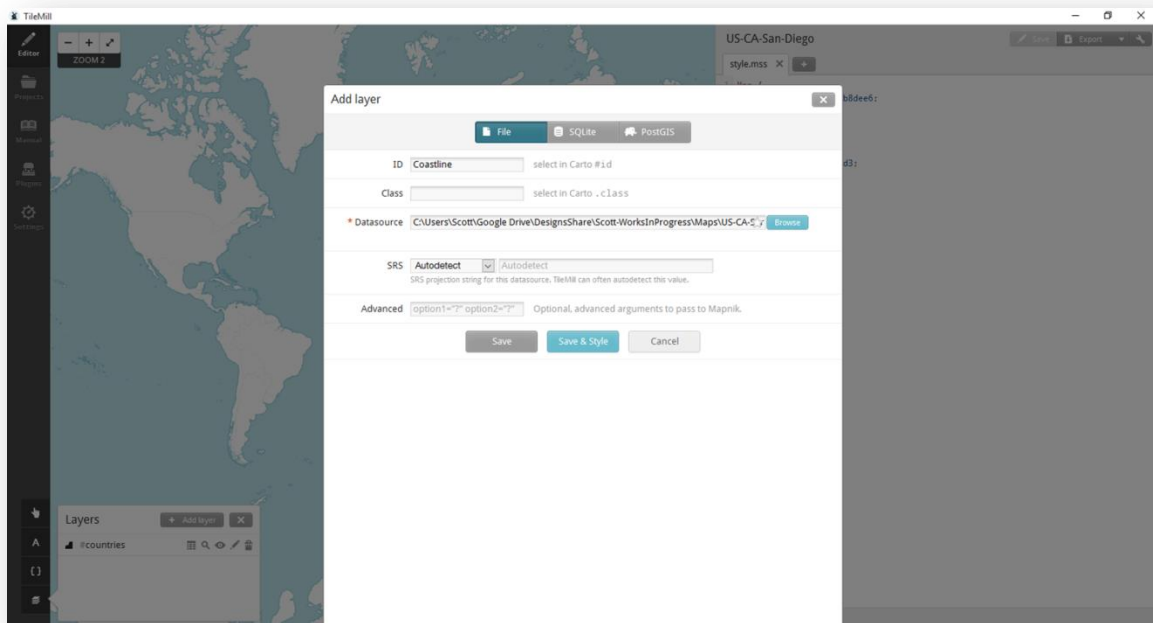 TileMill
Editor
ZOOM 2
Projects
Manual
Plugins
Settings
US-CA-San-Diego
Save
Export
style.mss
b8dee6;
d3;
Add layer
File
SQLite
PostGIS
ID
Coastline
select in Carto #id
Class
select in Carto .class
* Datasource
C:\Users\Scott\Google Drive\DesignsShare\Scott-WorksInProgress\Maps\US-CA-S
Browse
SRS
Autodetect
Autodetect
SRS projection string for this datasource. TileMill can often autodetect this value.
Advanced
option1="?" option2="?"
Optional, advanced arguments to pass to Mapnik.
Save
Save & Style
Cancel
Layers
+ Add layer
#countries
A
{}